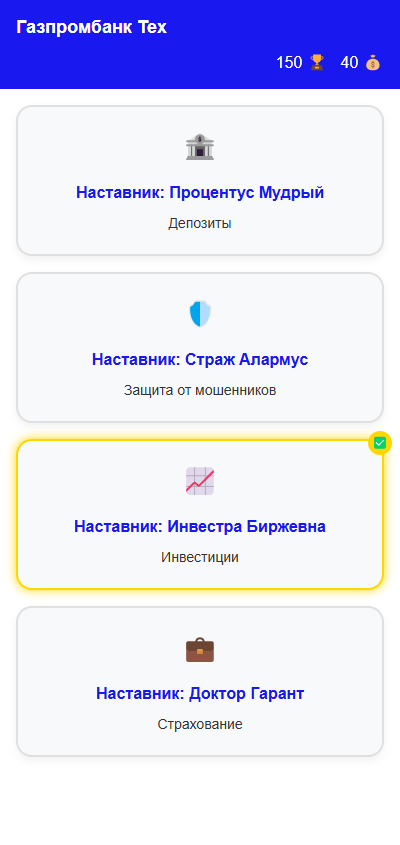 Газпромбанк Тех
150 🏆 40 💰
Наставник: Процентус Мудрый
Депозиты
Наставник: Страж Алармус
Защита от мошенников
Наставник: Инвестра Биржевна
Инвестиции
Наставник: Доктор Гарант
Страхование